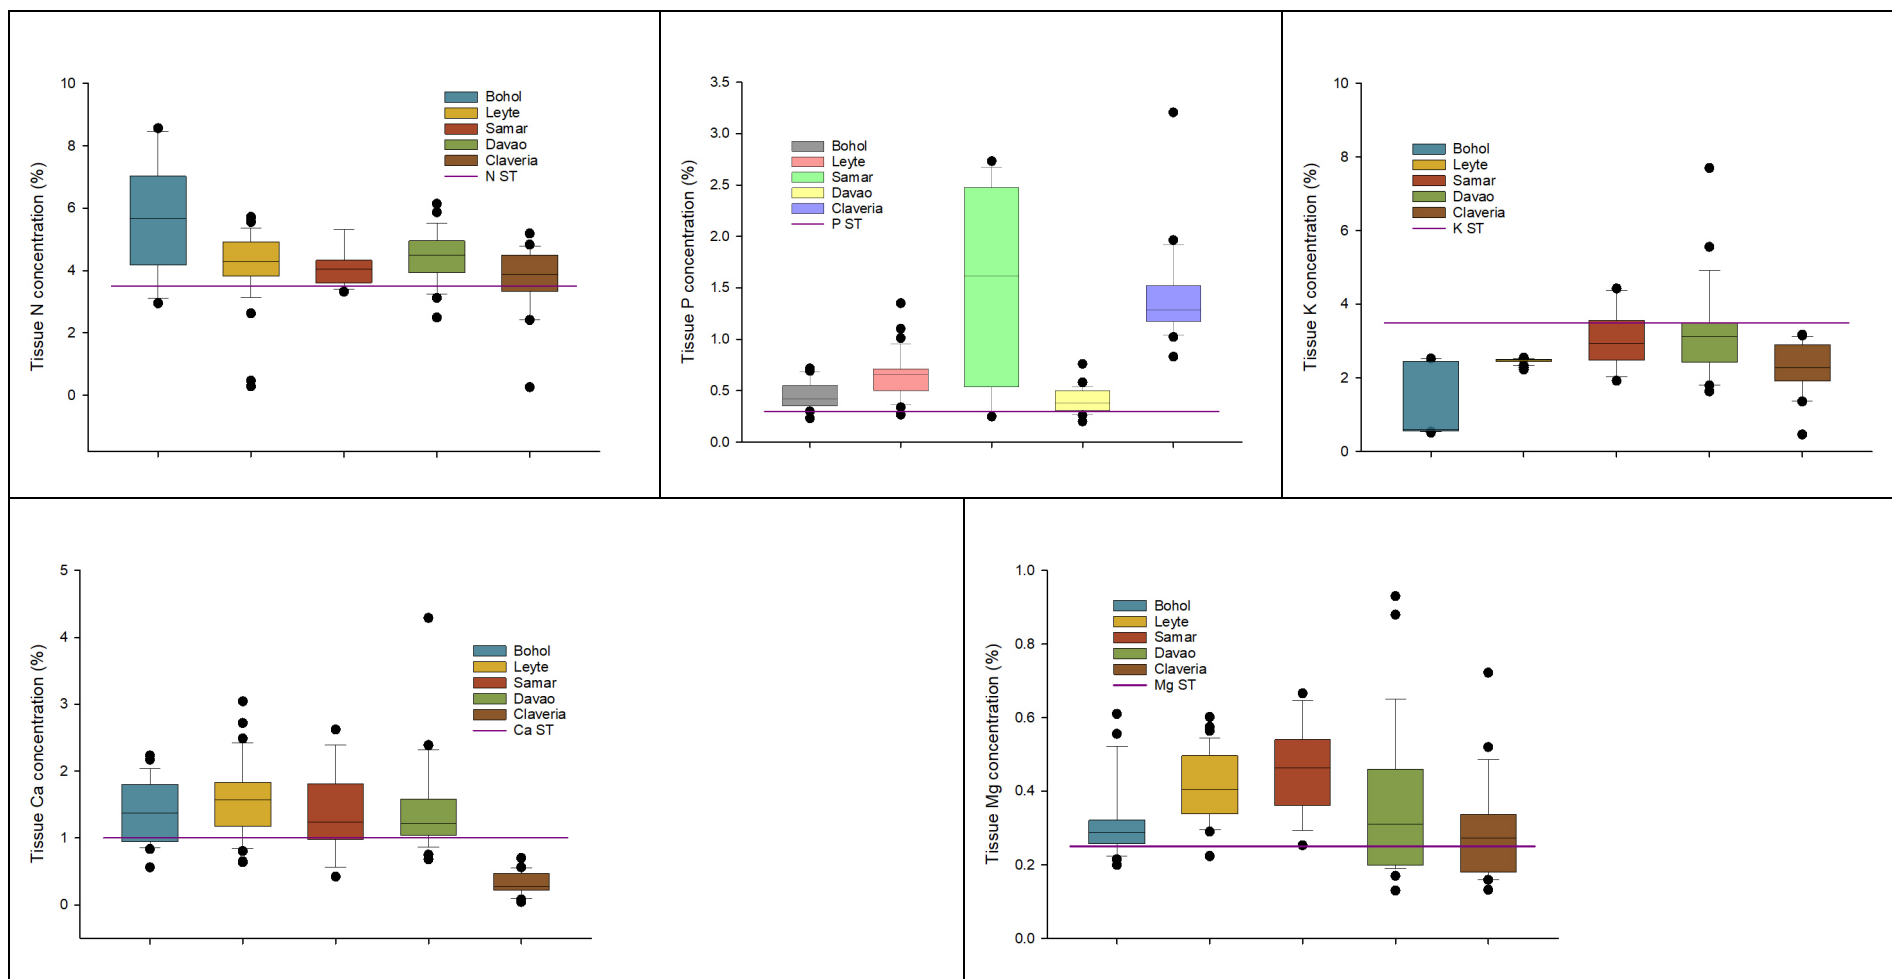 10
8
6
4
2
0
Tissue N concentration (%)
Bohol
Leyte
Samar
Davao
Claveria
N ST
3.5
3.0
2.5
2.0
1.5
1.0
0.5
0.0
Tissue P concentration (%)
Bohol
Leyte
Samar
Davao
Claveria
P ST
10
8
6
4
2
0
Tissue K concentration (%)
Bohol
Leyte
Samar
Davao
Claveria
K ST
5
4
3
2
1
0
Tissue Ca concentration (%)
Bohol
Leyte
Samar
Davao
Claveria
Ca ST
1.0
0.8
0.6
0.4
0.2
0.0
Tissue Mg concentration (%)
Bohol
Leyte
Samar
Davao
Claveria
Mg ST